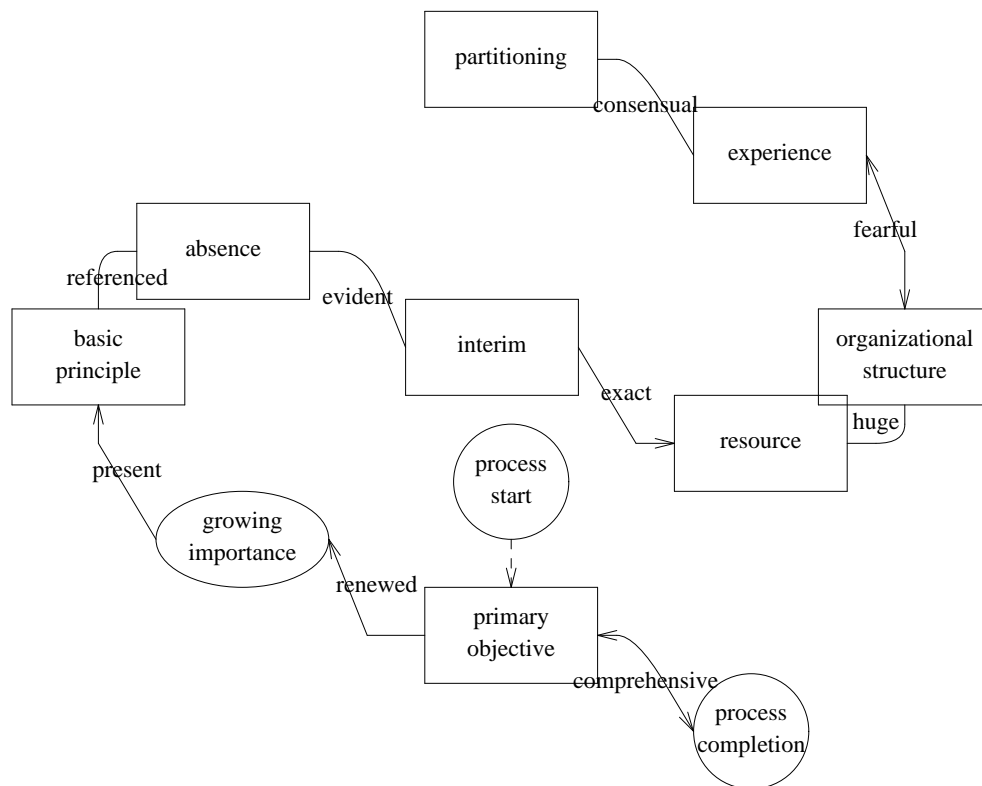 partitioning
consensual
experience
fearful
absence
referenced
evident
basic
principle
interim
organizational
structure
exact
huge
resource
process
start
present
growing
importance
renewed
primary
objective
comprehensive
process
completion